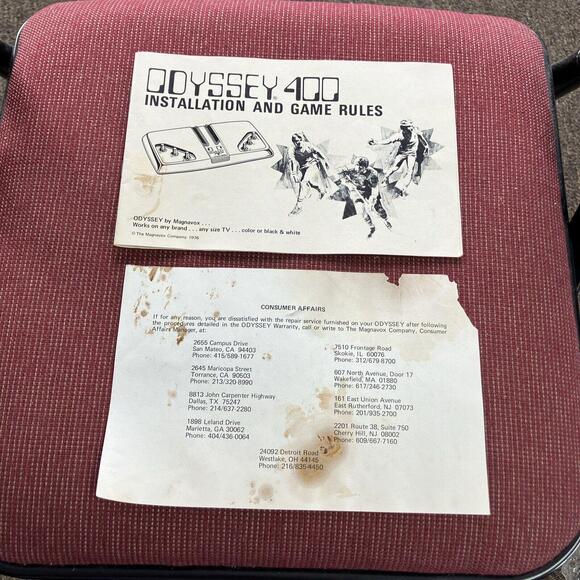 ODYSSEY 400
INSTALLATION AND GAME RULES
ODYSSEY by Magnavox . . .
Works on any brand . . . any size TV . . . color or black & white
© The Magnavox Company 1976
CONSUMER AFFAIRS
If for any reason, you are dissatisfied with the repair service furnished on your ODYSSEY after following
the procedures detailed in the ODYSSEY Warranty, call or write to The Magnavox Company, Consumer
Affairs Manager, at:
2655 Campus Drive
San Mateo, CA 94403
Phone: 415/589-1677
2645 Maricopa Street
Torrance, CA 90503
Phone: 213/320-8990
8813 John Carpenter Highway
Dallas, TX 75247
Phone: 214/637-2280
1898 Leland Drive
Marietta, GA 30062
Phone: 404/436-0064
7510 Frontage Road
Skokie, IL 60076
Phone: 312/679-8700
607 North Avenue, Door 17
Wakefield, MA 01880
Phone: 617/246-2730
161 East Union Avenue
East Rutherford, NJ 07073
Phone: 201/935-2700
2201 Route 38, Suite 750
Cherry Hill, NJ 08002
Phone: 609/667-7160
24092 Detroit Road
Westlake, OH 44145
Phone: 216/835-4450